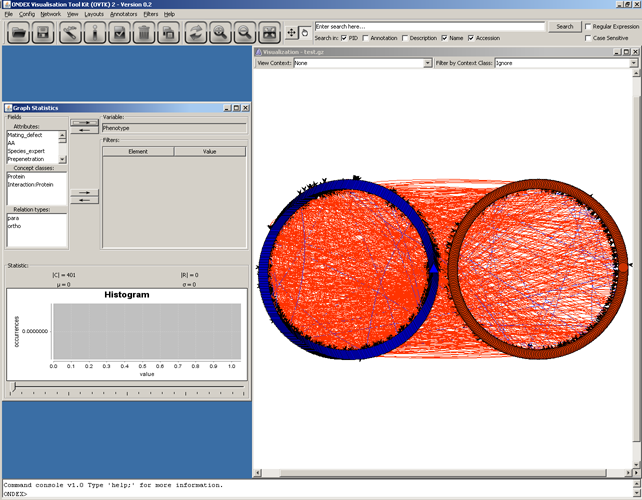 ONDEX Visualisation Tool Kit (OVTK) 2 - Version 0.2
File Config Network View Layouts Annotators Filters Help
Enter search here...
Search
Regular Expression
Search in: PID Annotation Description Name Accession
Case Sensitive
Visualization - test.gz
View Context: None Filter by Context Class: Ignore
Graph Statistics
Fields
Variable:
Attributes:
Phenotype
Mating_defect
AA
Species_expert
Prepenetration
Filters:
Element Value
Concept classes:
Protein
Interaction:Protein
Relation types:
para
ortho
Statistic:
|C| = 401 |R| = 0
μ = 0 σ = 0
Histogram
occurrences
0.0000000
0.0 0.1 0.2 0.3 0.4 0.5 0.6 0.7 0.8 0.9 1.0
value
Command console v1.0 Type 'help;' for more information.
ONDEX>